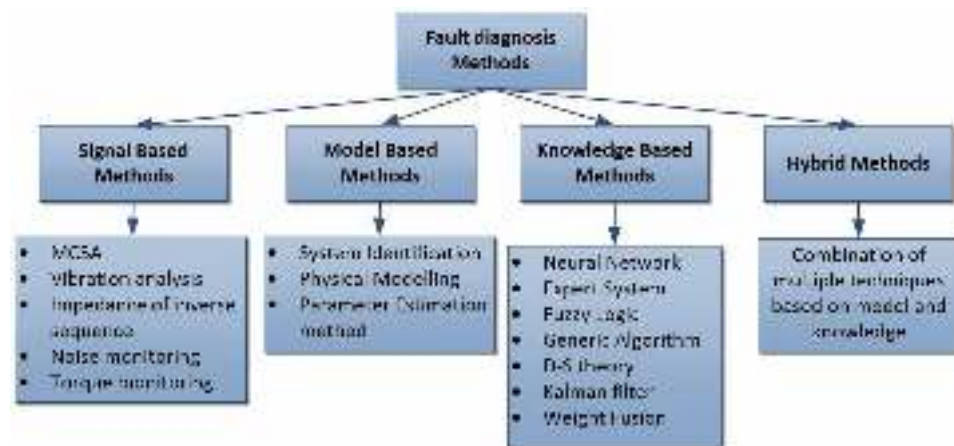 Fault diagnosis
Methods
Signal Based
Methods
Model Based
Methods
Knowledge Based
Methods
Hybrid Methods
• MCSA
• Vibration analysis
• Impedance of inverse
sequence
• Noise monitoring
• Torque monitoring
• System Identification
• Physical Modelling
• Parameter Estimation
method
• Neural Network
• Expert System
• Fuzzy Logic
• Generic Algorithm
• D-S theory
• Kalman filter
• Weight Fusion
Combination of
multiple techniques
based on model and
knowledge